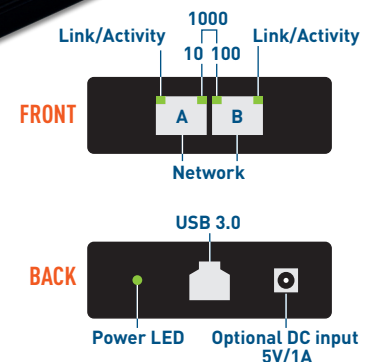 1000
Link/Activity Link/Activity
10 100
FRONT
A B
Network
USB 3.0
BACK
Power LED Optional DC input
5V/1A